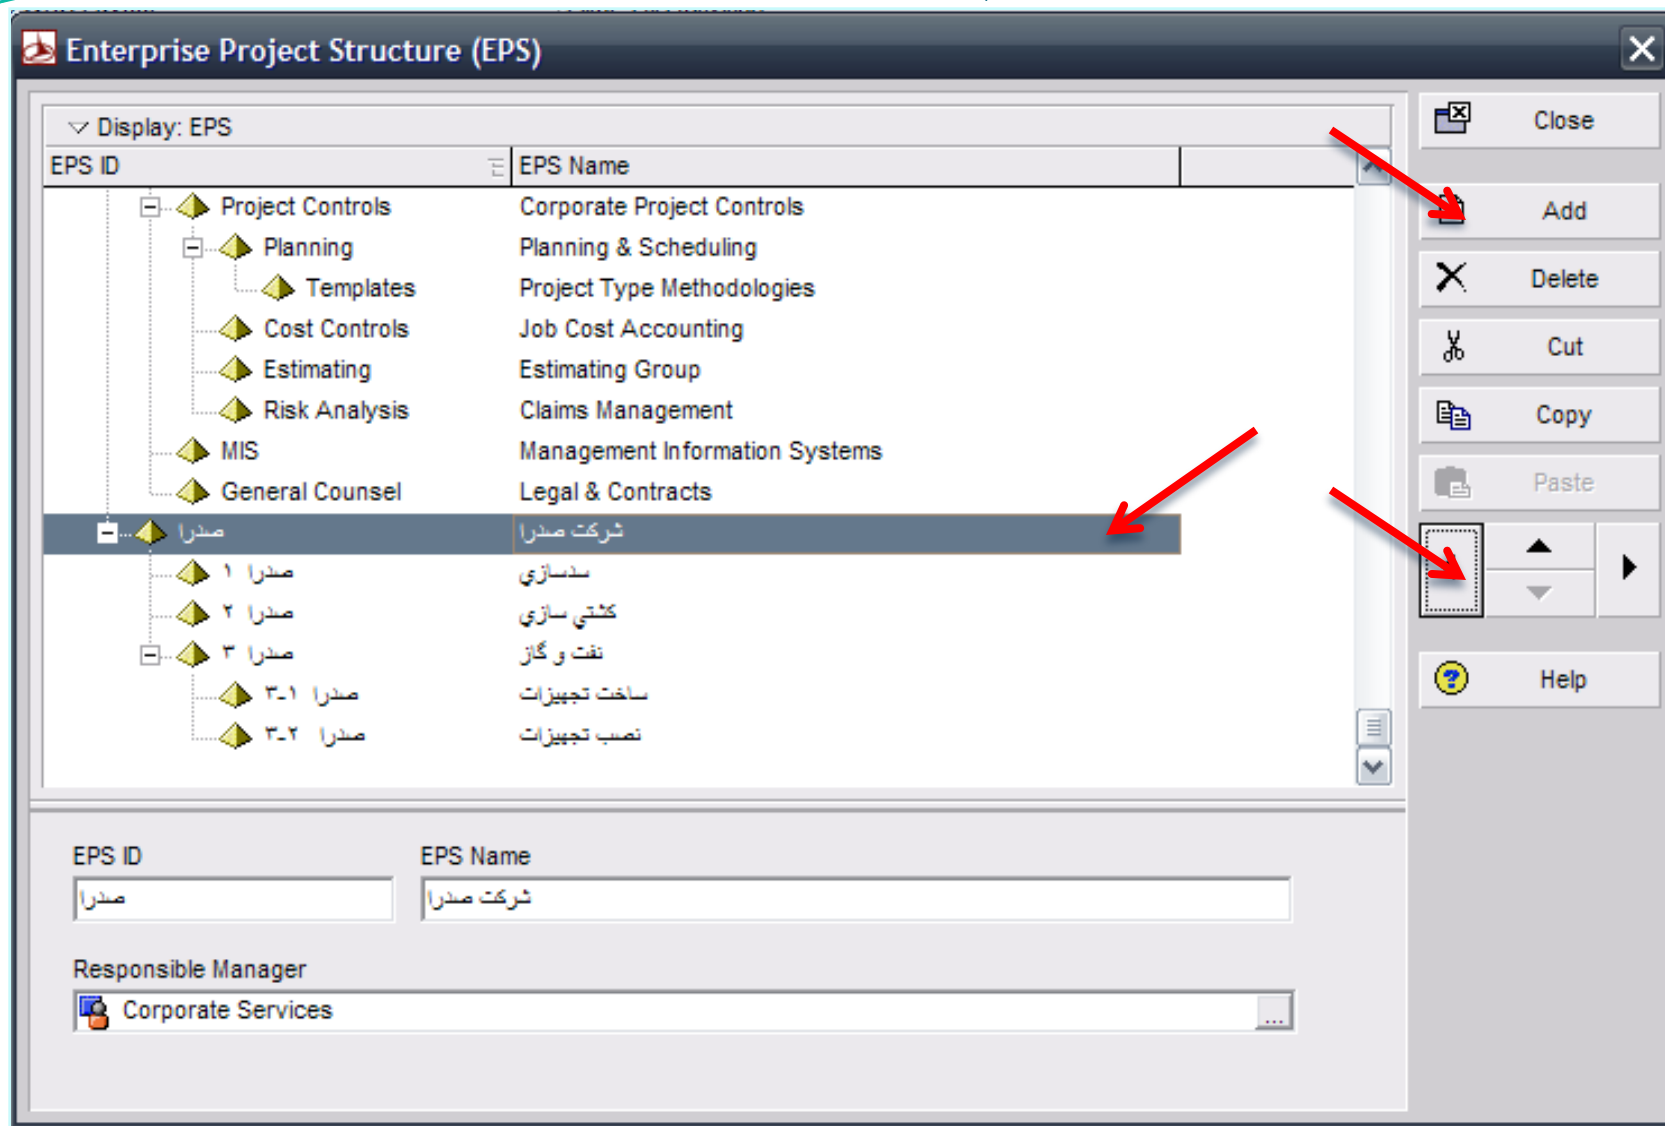 Enterprise Project Structure (EPS)
Display: EPS
EPS ID EPS Name
Project Controls Corporate Project Controls
Planning Planning & Scheduling
Templates Project Type Methodologies
Cost Controls Job Cost Accounting
Estimating Estimating Group
Risk Analysis Claims Management
MIS Management Information Systems
General Counsel Legal & Contracts
صدرا شرکت صدرا
صدرا ۱ سدسازي
صدرا ۲ کشتي سازي
صدرا ۳ نفت و گاز
صدرا ۱-۳ ساخت تجهیزات
صدرا ۲-۳ نصب تجهیزات
Close
Add
Delete
Cut
Copy
Paste
Help
EPS ID EPS Name
صدرا شرکت صدرا
Responsible Manager
Corporate Services
...